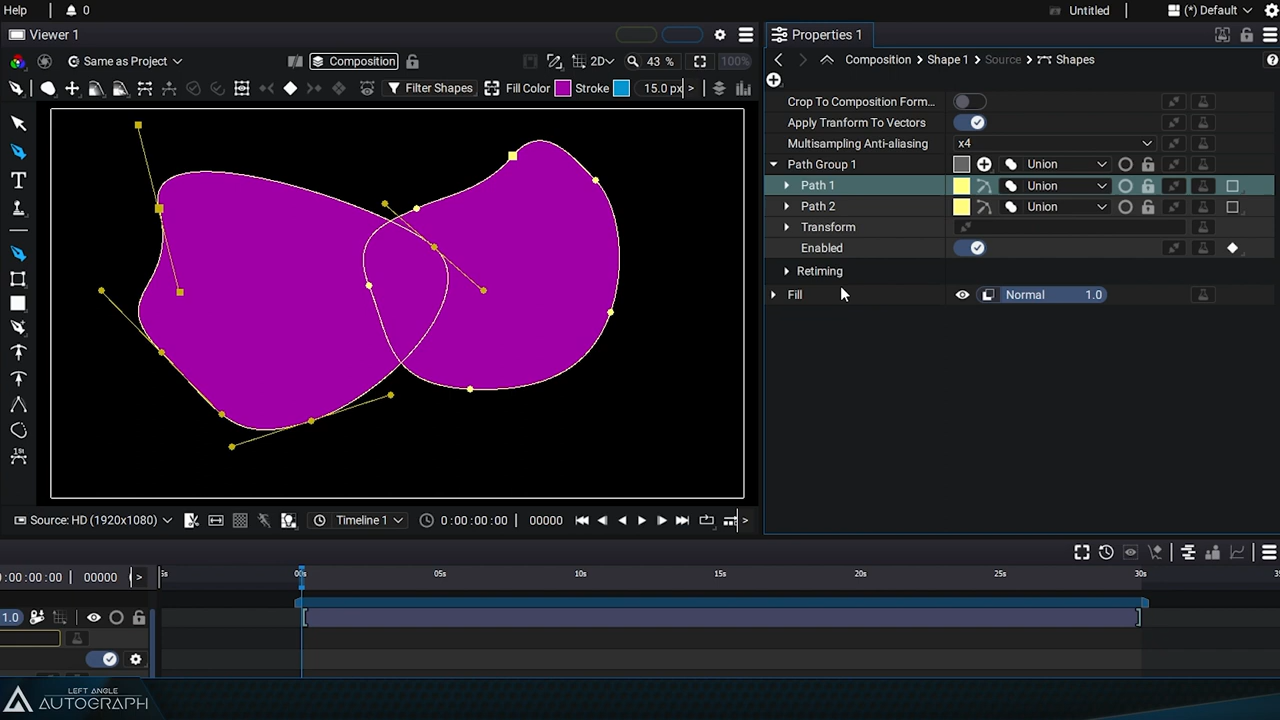 Help 0 Untitled (*) Default
Viewer 1
Properties 1
Same as Project Composition 2D 43 % 100%
Composition Shape 1 Source Shapes
Filter Shapes Fill Color Stroke 15.0 px >
Crop To Composition Form...
Apply Tranform To Vectors
Multisampling Anti-aliasing x4
Path Group 1 Union
Path 1 Union
Path 2 Union
Transform
Enabled
Retiming
Fill Normal 1.0
T
1St
Source: HD (1920x1080) Timeline 1 0:00:00:00 00000 >
:00:00:00 00000 >
5s 00s 05s 10s 15s 20s 25s 30s
1.0
LEFT ANGLE
AUTOGRAPH